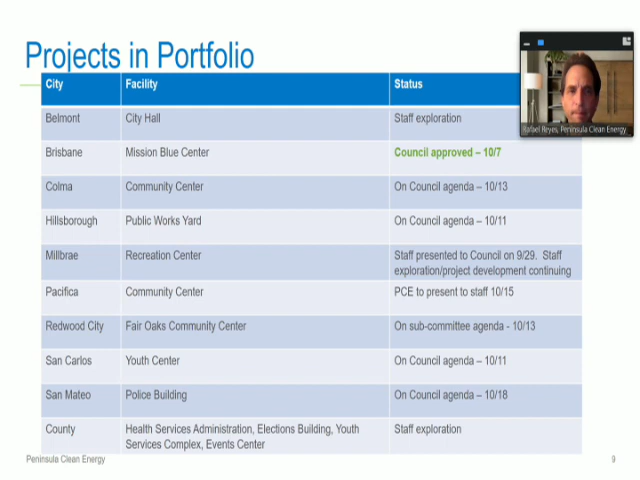 Projects in Portfolio
City Facility Status
Belmont City Hall Staff exploration
Brisbane Mission Blue Center Council approved – 10/7
Colma Community Center On Council agenda – 10/13
Hillsborough Public Works Yard On Council agenda – 10/11
Millbrae Recreation Center Staff presented to Council on 9/29. Staff
exploration/project development continuing
Pacifica Community Center PCE to present to staff 10/15
Redwood City Fair Oaks Community Center On sub-committee agenda - 10/13
San Carlos Youth Center On Council agenda – 10/11
San Mateo Police Building On Council agenda – 10/18
County Health Services Administration, Elections Building, Youth Staff exploration
Services Complex, Events Center
Peninsula Clean Energy 9
Rafael Reyes, Peninsula Clean Energy